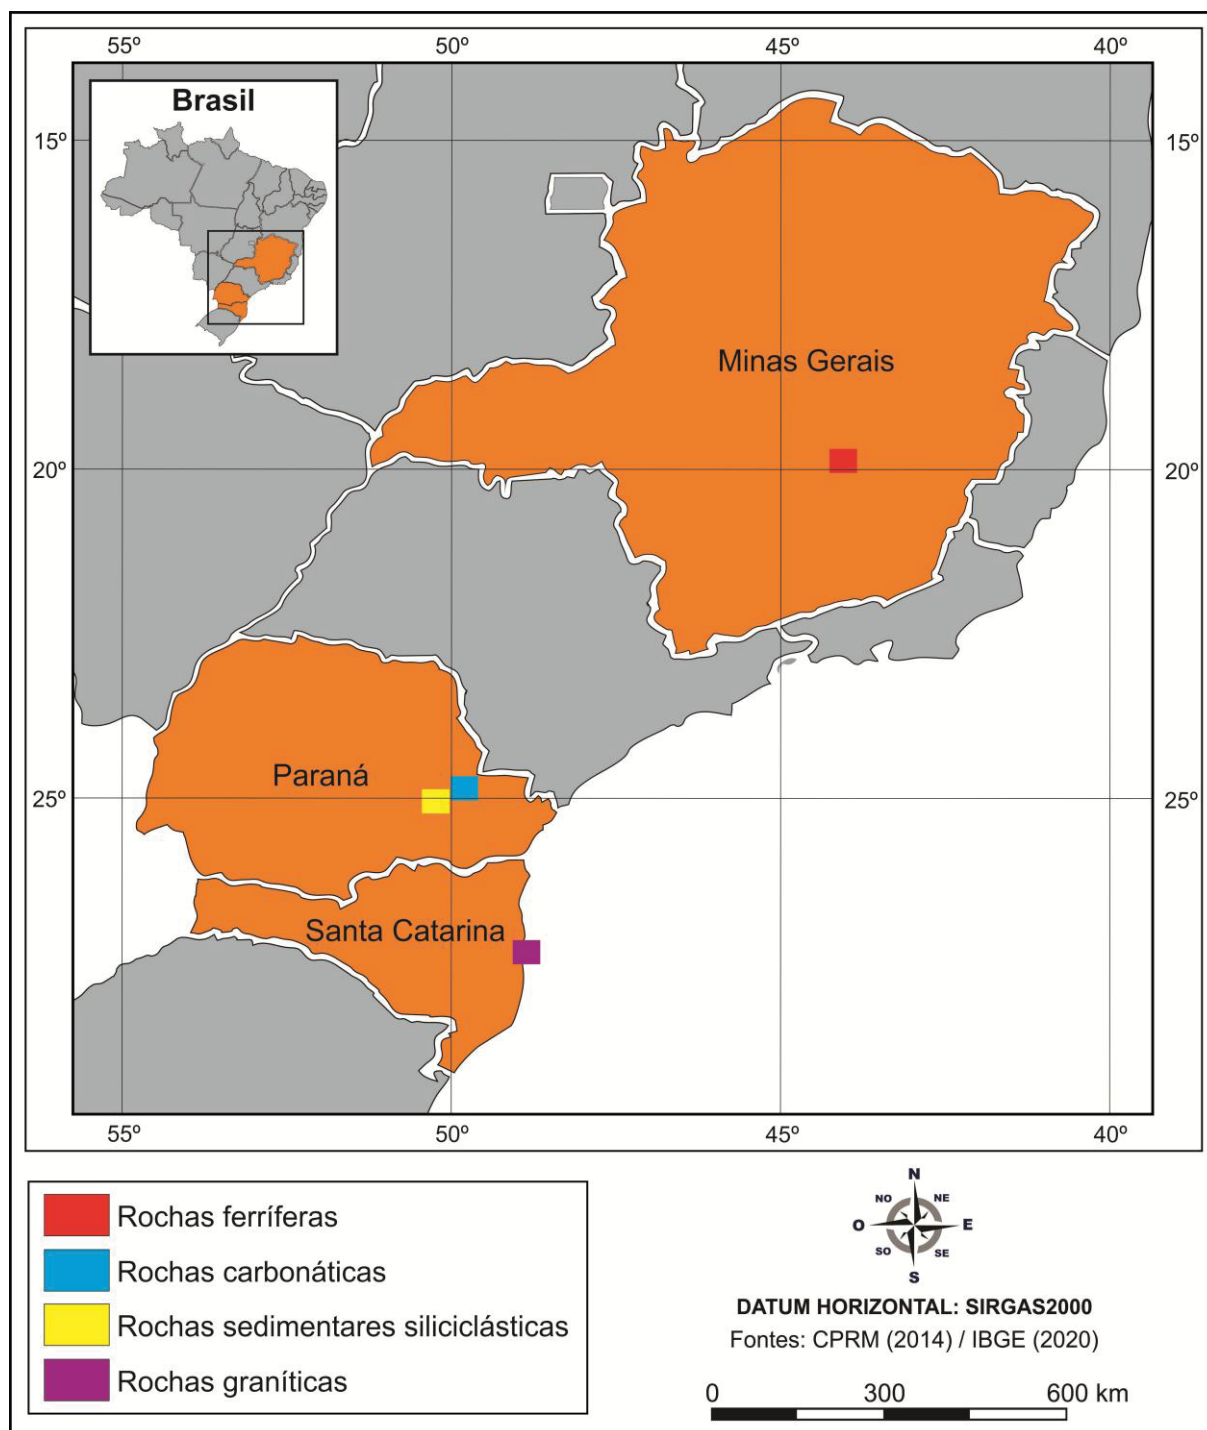 55º 50º 45º 40º
Brasil
15º 15º
Minas Gerais
20º 20º
Paraná
25º 25º
Santa Catarina
55º 50º 45º 40º
Rochas ferríferas
Rochas carbonáticas
Rochas sedimentares siliciclásticas
Rochas graníticas
N
NO NE
O E
SO SE
S
DATUM HORIZONTAL: SIRGAS2000
Fontes: CPRM (2014) / IBGE (2020)
0 300 600 km